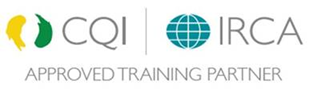 CQI IRCA
APPROVED TRAINING PARTNER